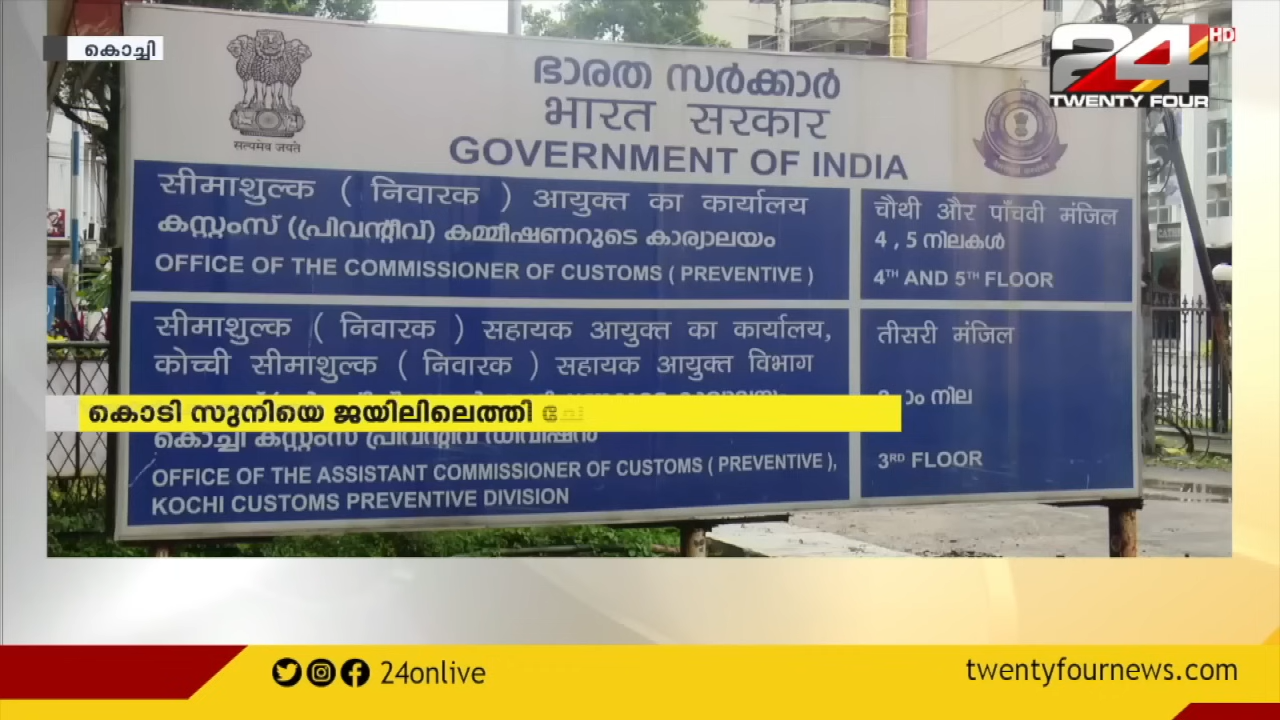 കൊച്ചി
24 HD
TWENTY FOUR
सत्यमेव जयते
ഭാരത സർക്കാർ
भारत सरकार
GOVERNMENT OF INDIA
सीमाशुल्क ( निवारक ) आयुक्त का कार्यालय
കസ്റ്റംസ് (പ്രിവന്റീവ്) കമ്മീഷണറുടെ കാര്യാലയം
OFFICE OF THE COMMISSIONER OF CUSTOMS ( PREVENTIVE )
चौथी और पाँचवी मंजिल
4 , 5 നിലകൾ
4TH AND 5TH FLOOR
सीमाशुल्क ( निवारक ) सहायक आयुक्त का कार्यालय,
कोच्ची सीमाशुल्क ( निवारक ) सहायक आयुक्त विभाग
കൊച്ചി കസ്റ്റംസ് പ്രിവന്റീവ് ഡിവിഷൻ
OFFICE OF THE ASSISTANT COMMISSIONER OF CUSTOMS ( PREVENTIVE ),
KOCHI CUSTOMS PREVENTIVE DIVISION
तीसरी मंजिल
നില
3RD FLOOR
കൊടി സുനിയെ ജയിലിലെത്തി
24onlive
twentyfournews.com